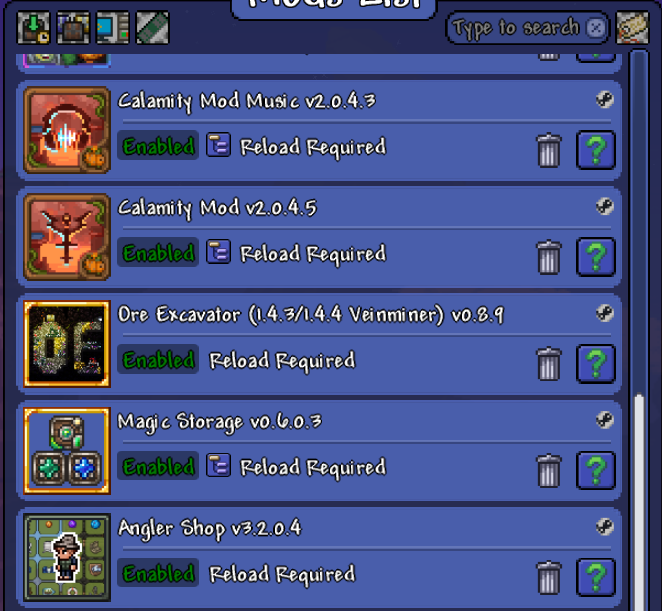 Mods List
Type to search
Calamity Mod Music v2.0.4.3
Enabled Reload Required
Calamity Mod v2.0.4.5
Enabled Reload Required
Ore Excavator (1.4.3/1.4.4 Veinminer) v0.8.9
OE
Enabled Reload Required
Magic Storage v0.6.0.3
Enabled Reload Required
Angler Shop v3.2.0.4
Enabled Reload Required